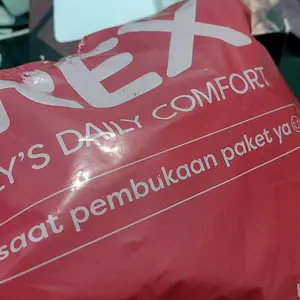 REX
Y'S DAILY COMFORT
saat pembukaan paket ya